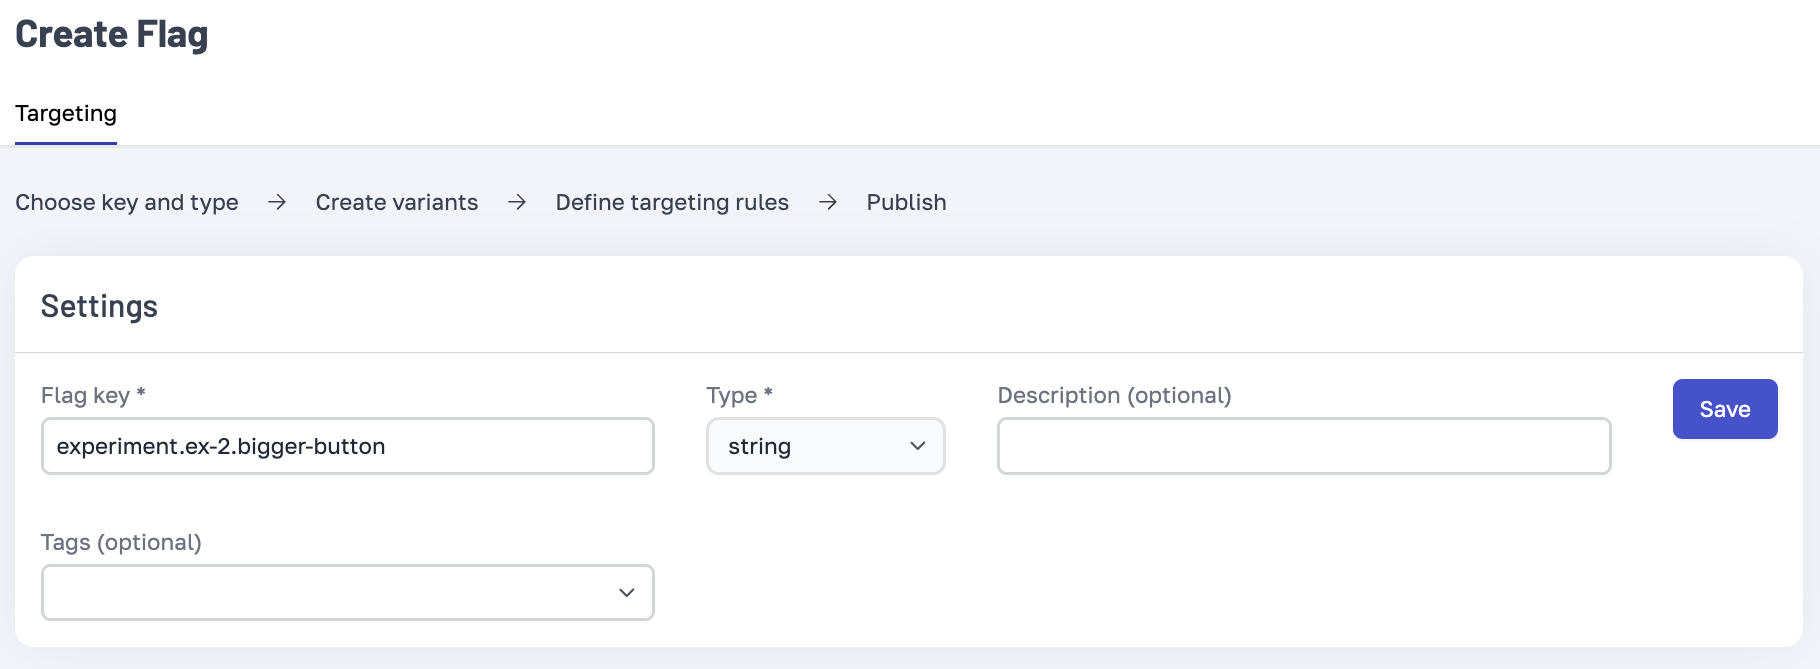 Create Flag
Targeting
Choose key and type → Create variants → Define targeting rules → Publish
Settings
Flag key * Type * Description (optional)
Save
experiment.ex-2.bigger-button string
Tags (optional)